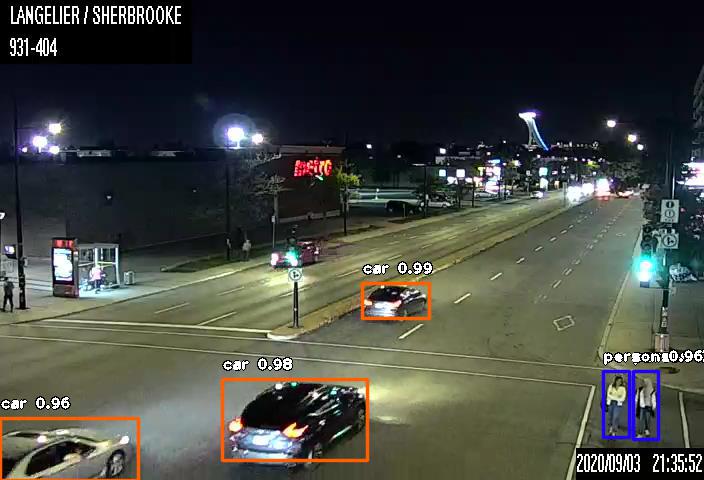 LANGELIER / SHERBROOKE
931-404
metro
car 0.99
car 0.98
person 0.96
car 0.96
2020/09/03 21:35:52